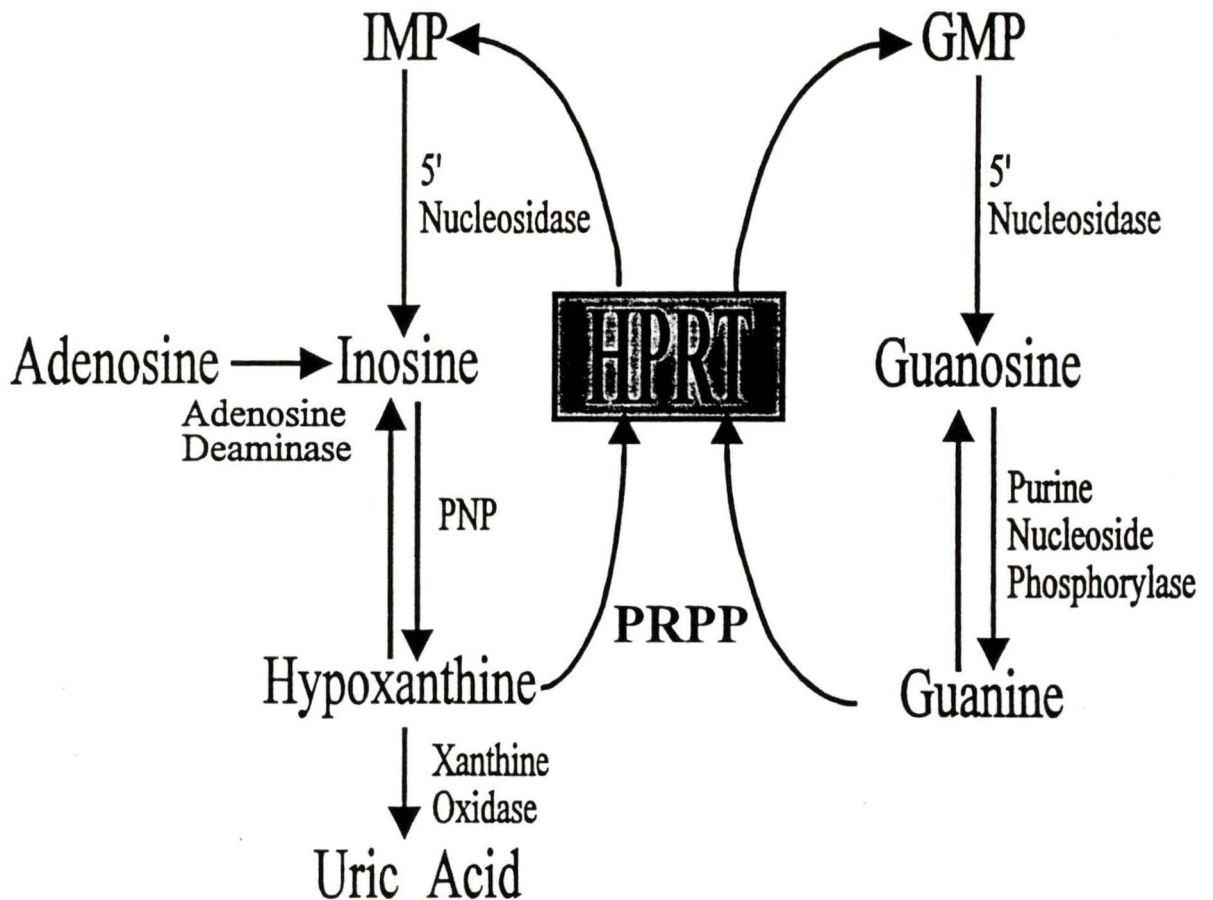 IMP
GMP
5'
Nucleosidase
5'
Nucleosidase
HPRT
Adenosine
Inosine
Guanosine
Adenosine
Deaminase
PNP
Purine
Nucleoside
Phosphorylase
PRPP
Hypoxanthine
Guanine
Xanthine
Oxidase
Uric Acid